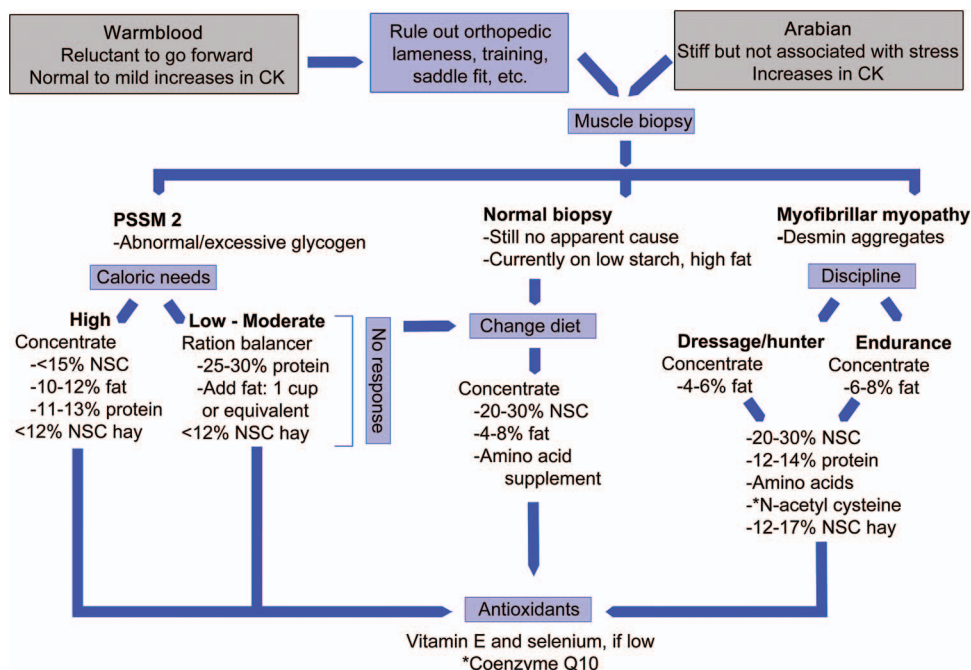 Warmblood
Reluctant to go forward
Normal to mild increases in CK
Rule out orthopedic
lameness, training,
saddle fit, etc.
Arabian
Stiff but not associated with stress
Increases in CK
Muscle biopsy
PSSM 2
-Abnormal/excessive glycogen
Caloric needs
High
Concentrate
-<15% NSC
-10-12% fat
-11-13% protein
<12% NSC hay
Low - Moderate
Ration balancer
-25-30% protein
-Add fat: 1 cup
or equivalent
<12% NSC hay
No response
Normal biopsy
-Still no apparent cause
-Currently on low starch, high fat
Change diet
Concentrate
-20-30% NSC
-4-8% fat
-Amino acid
supplement
Myofibrillar myopathy
-Desmin aggregates
Discipline
Dressage/hunter
Concentrate
-4-6% fat
Endurance
Concentrate
-6-8% fat
-20-30% NSC
-12-14% protein
-Amino acids
-*N-acetyl cysteine
-12-17% NSC hay
Antioxidants
Vitamin E and selenium, if low
*Coenzyme Q10